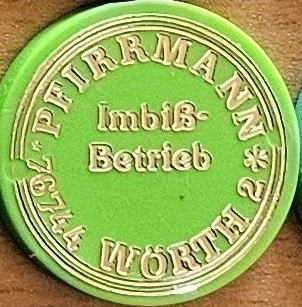 * PFIRRMANN *
Imbiß-
Betrieb
76744 WÖRTH 2